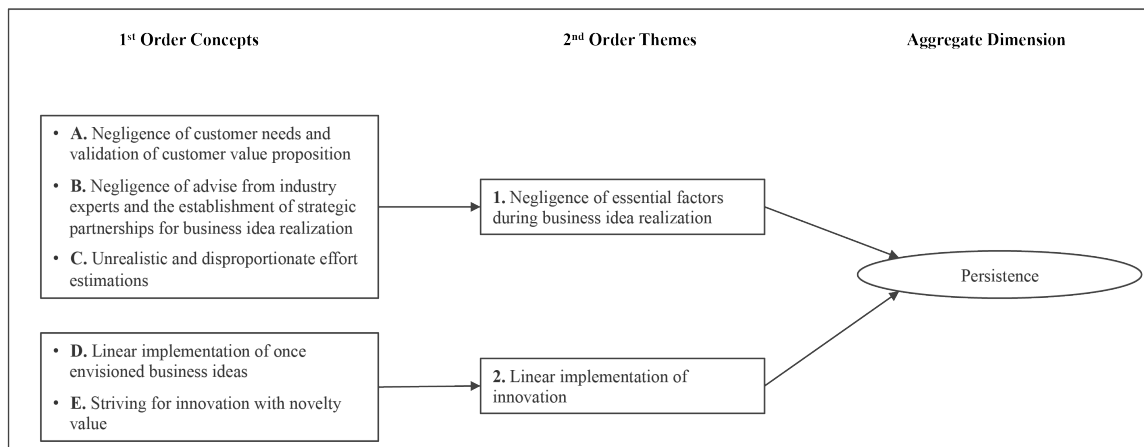 1st Order Concepts
2nd Order Themes
Aggregate Dimension
• A. Negligence of customer needs and
validation of customer value proposition
• B. Negligence of advise from industry
experts and the establishment of strategic
partnerships for business idea realization
• C. Unrealistic and disproportionate effort
estimations
1. Negligence of essential factors
during business idea realization
Persistence
• D. Linear implementation of once
envisioned business ideas
• E. Striving for innovation with novelty
value
2. Linear implementation of
innovation